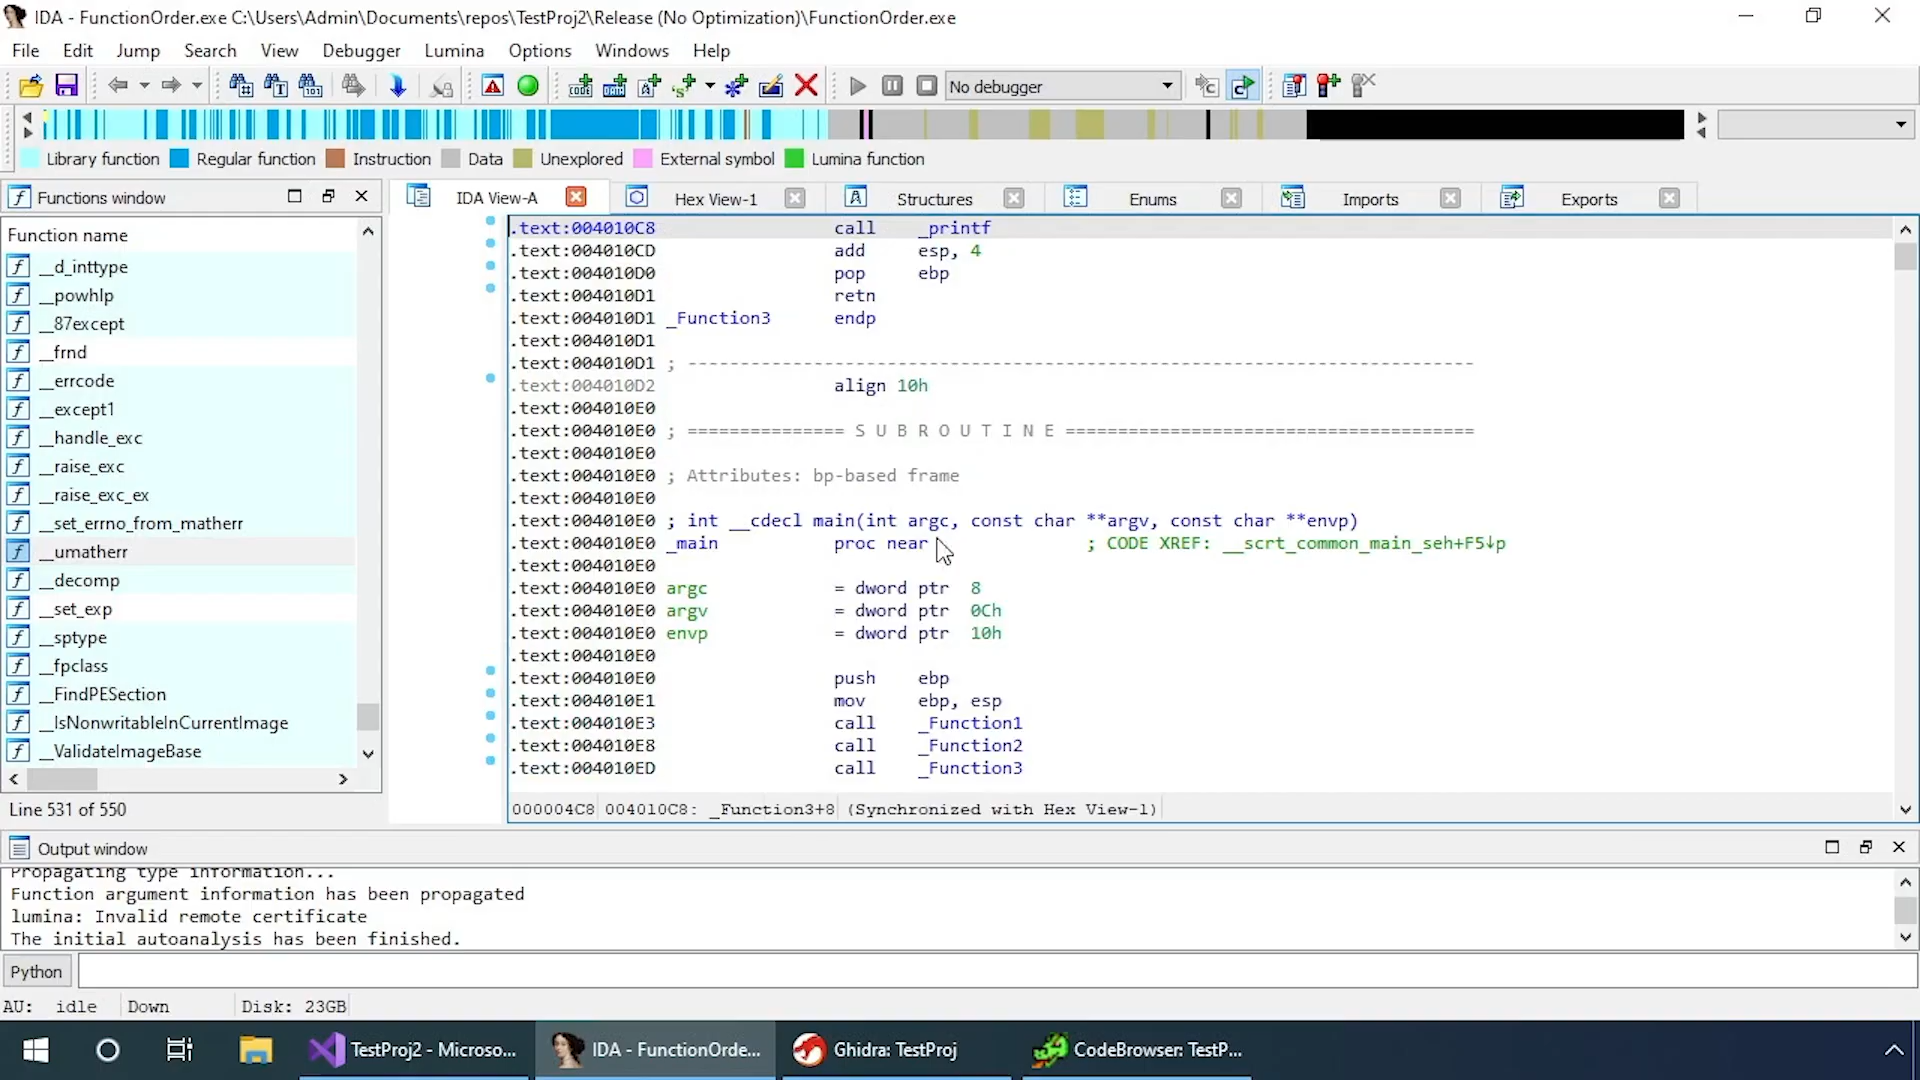 IDA - FunctionOrder.exe C:\Users\Admin\Documents\repos\TestProj2\Release (No Optimization)\FunctionOrder.exe
File Edit Jump Search View Debugger Lumina Options Windows Help
No debugger
Library function Regular function Instruction Data Unexplored External symbol Lumina function
Functions window
IDA View-A Hex View-1 Structures Enums Imports Exports
Function name
__d_inttype
__powhlp
__87except
__frnd
__errcode
__except1
__handle_exc
__raise_exc
__raise_exc_ex
__set_errno_from_matherr
__umatherr
__decomp
__set_exp
__sptype
__fpclass
__FindPESection
__IsNonwritableInCurrentImage
__ValidateImageBase
Line 531 of 550
.text:004010C8 call _printf
.text:004010CD add esp, 4
.text:004010D0 pop ebp
.text:004010D1 retn
.text:004010D1 _Function3 endp
.text:004010D1
.text:004010D1 ; ---------------------------------------------------------------------------
.text:004010D2 align 10h
.text:004010E0
.text:004010E0 ; =============== S U B R O U T I N E =======================================
.text:004010E0
.text:004010E0 ; Attributes: bp-based frame
.text:004010E0
.text:004010E0 ; int __cdecl main(int argc, const char **argv, const char **envp)
.text:004010E0 _main proc near ; CODE XREF: __scrt_common_main_seh+F5↓p
.text:004010E0
.text:004010E0 argc = dword ptr 8
.text:004010E0 argv = dword ptr 0Ch
.text:004010E0 envp = dword ptr 10h
.text:004010E0
.text:004010E0 push ebp
.text:004010E1 mov ebp, esp
.text:004010E3 call _Function1
.text:004010E8 call _Function2
.text:004010ED call _Function3
000004C8 004010C8: _Function3+8 (Synchronized with Hex View-1)
Output window
Propagating type information...
Function argument information has been propagated
lumina: Invalid remote certificate
The initial autoanalysis has been finished.
Python
AU: idle Down Disk: 23GB
TestProj2 - Microso... IDA - FunctionOrde... Ghidra: TestProj CodeBrowser: TestP...